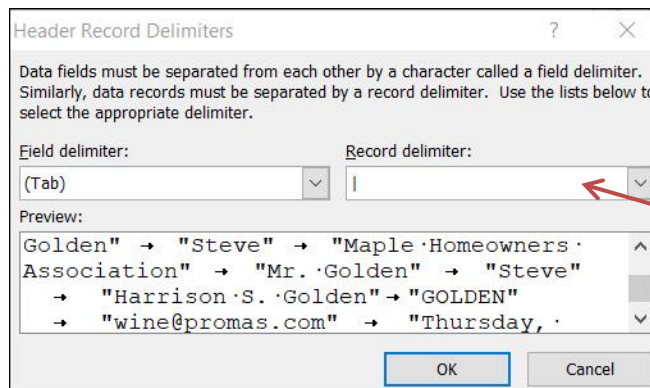 Header Record Delimiters
Data fields must be separated from each other by a character called a field delimiter.
Similarly, data records must be separated by a record delimiter. Use the lists below to
select the appropriate delimiter.
Field delimiter: Record delimiter:
(Tab) |
Preview:
Golden" → "Steve" → "Maple·Homeowners·
Association" → "Mr.·Golden" → "Steve"
→ "Harrison·S.·Golden" → "GOLDEN"
→ "wine@promas.com" → "Thursday,·
OK Cancel